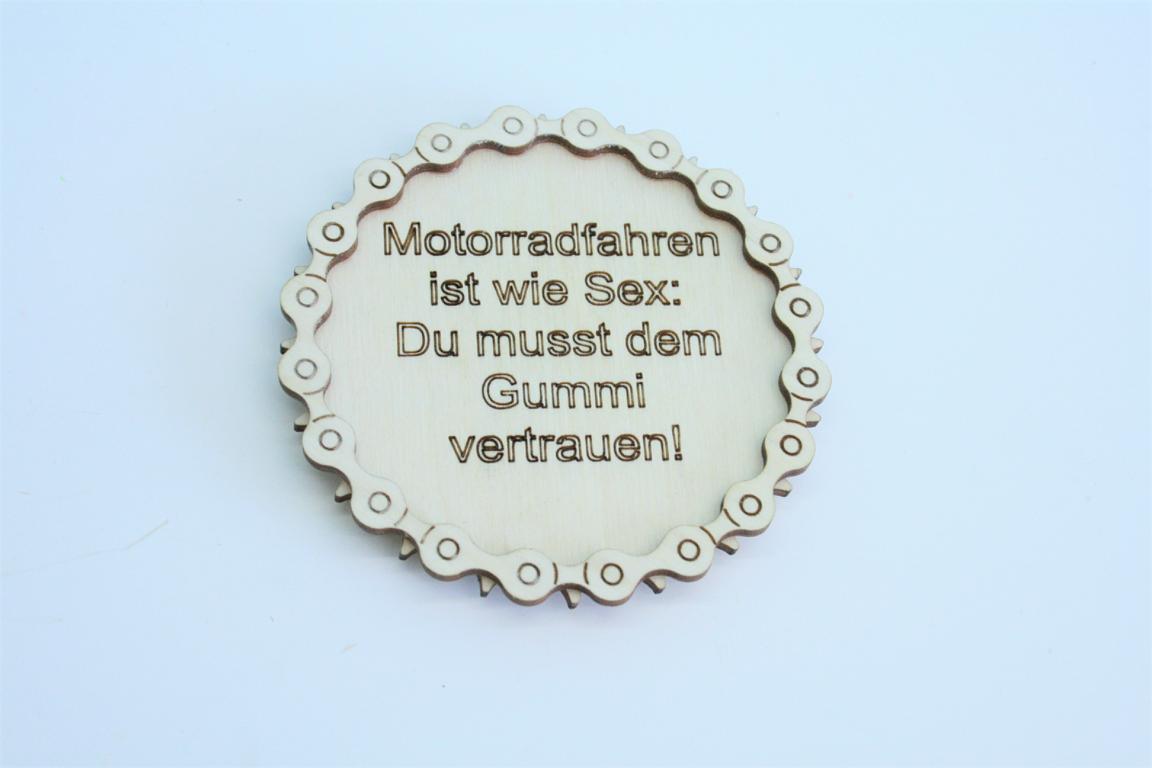 Motorradfahren
ist wie Sex:
Du musst dem
Gummi
vertrauen!